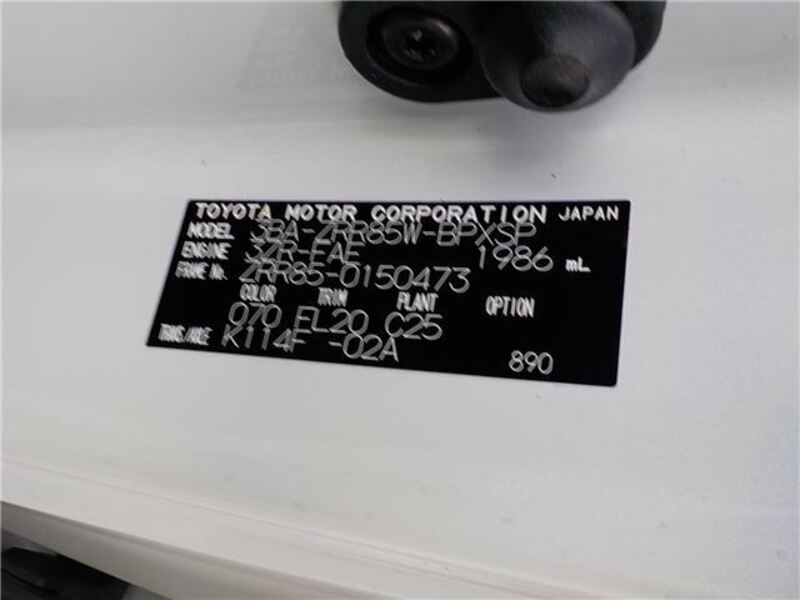 TOYOTA MOTOR CORPORATION JAPAN
MODEL 3BA-ZRR85W-BPXSP
ENGINE 3ZR-FAE 1986 mL
FRAME No. ZRR85-0150473
COLOR TRIM PLANT OPTION
070 EL20 C25
TRANS./AXLE K114F -02A
890